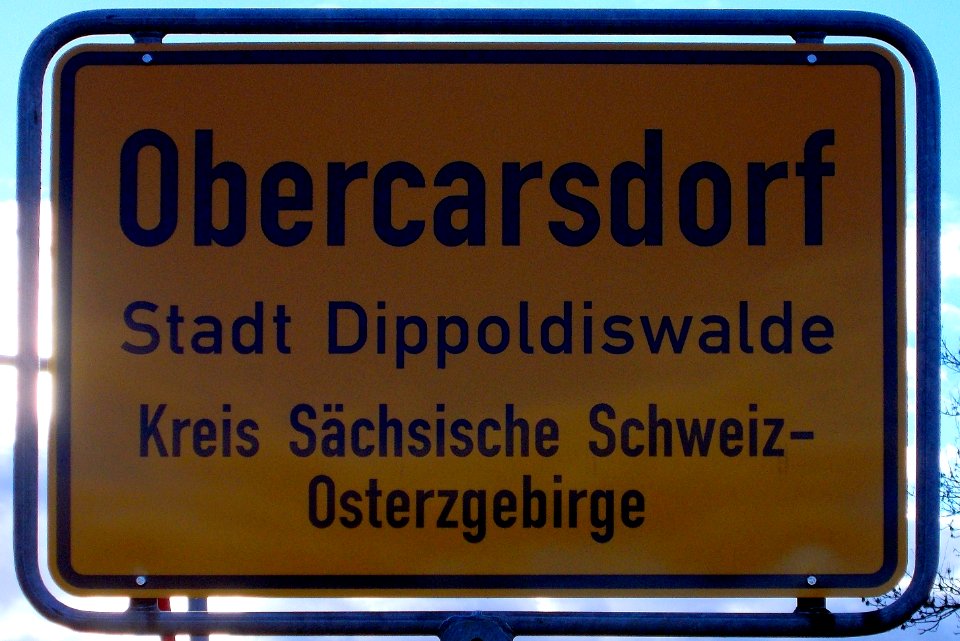 Obercarsdorf
Stadt Dippoldiswalde
Kreis Sächsische Schweiz-
Osterzgebirge